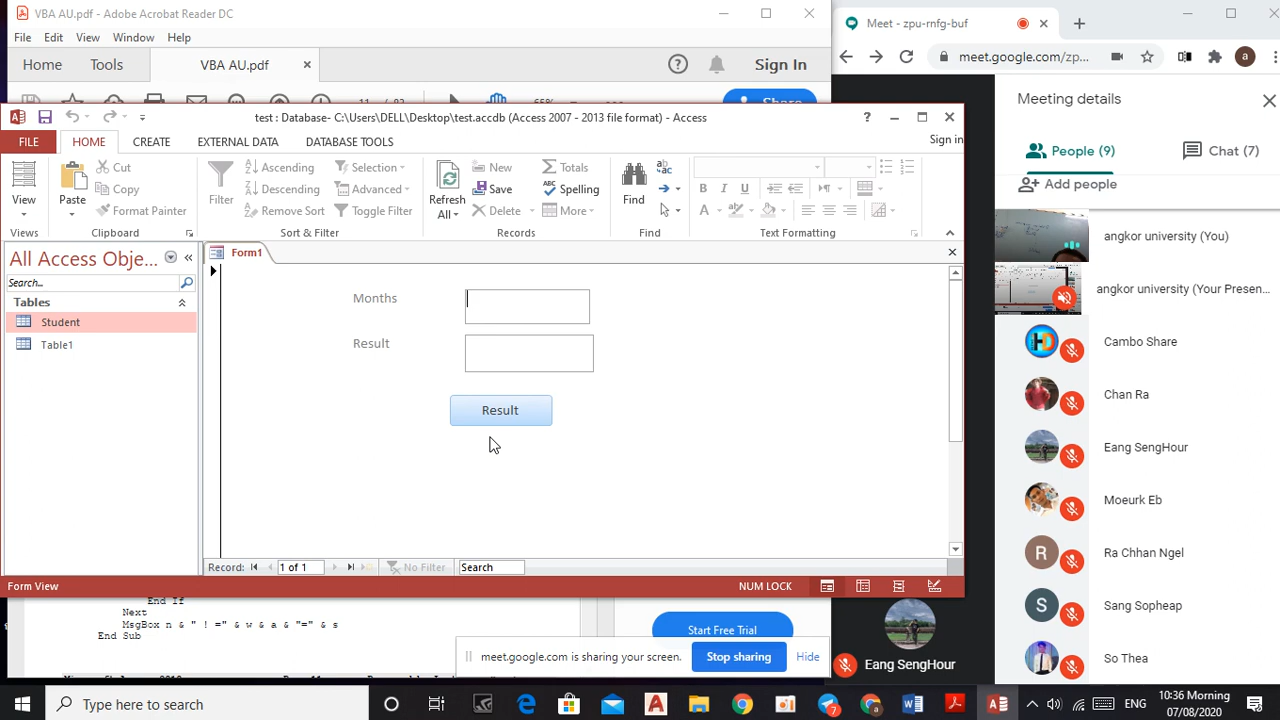 VBA AU.pdf - Adobe Acrobat Reader DC
File Edit View Window Help
Home Tools VBA AU.pdf × Sign In
Share
test : Database- C:\Users\DELL\Desktop\test.accdb (Access 2007 - 2013 file format) - Access
Sign in
FILE HOME CREATE EXTERNAL DATA DATABASE TOOLS
View
Views
Paste
Cut
Copy
Format Painter
Clipboard
Filter
Ascending
Descending
Remove Sort
Selection
Advanced
Toggle Filter
Sort & Filter
Refresh
All
New
Save
Delete
Totals
Spelling
More
Records
Find
Find
Text Formatting
All Access Obje...
Search...
Tables
Student
Table1
Form1
Months
Result
Result
Record: 1 of 1 No Filter Search
Form View NUM LOCK
End If
Next
MsgBox n & " ! =" & w & a & "=" & s
End Sub
Start Free Trial
meet.google.com is sharing your screen. Stop sharing Hide
Meet - zpu-rnfg-buf
meet.google.com/zp...
a
Meeting details
People (9) Chat (7)
Add people
angkor university (You)
angkor university (Your Presen...
Cambo Share
Chan Ra
Eang SengHour
Moeurk Eb
R Ra Chhan Ngel
S Sang Sopheap
So Thea
Eang SengHour
Type here to search
ENG
10:36 Morning
07/08/2020